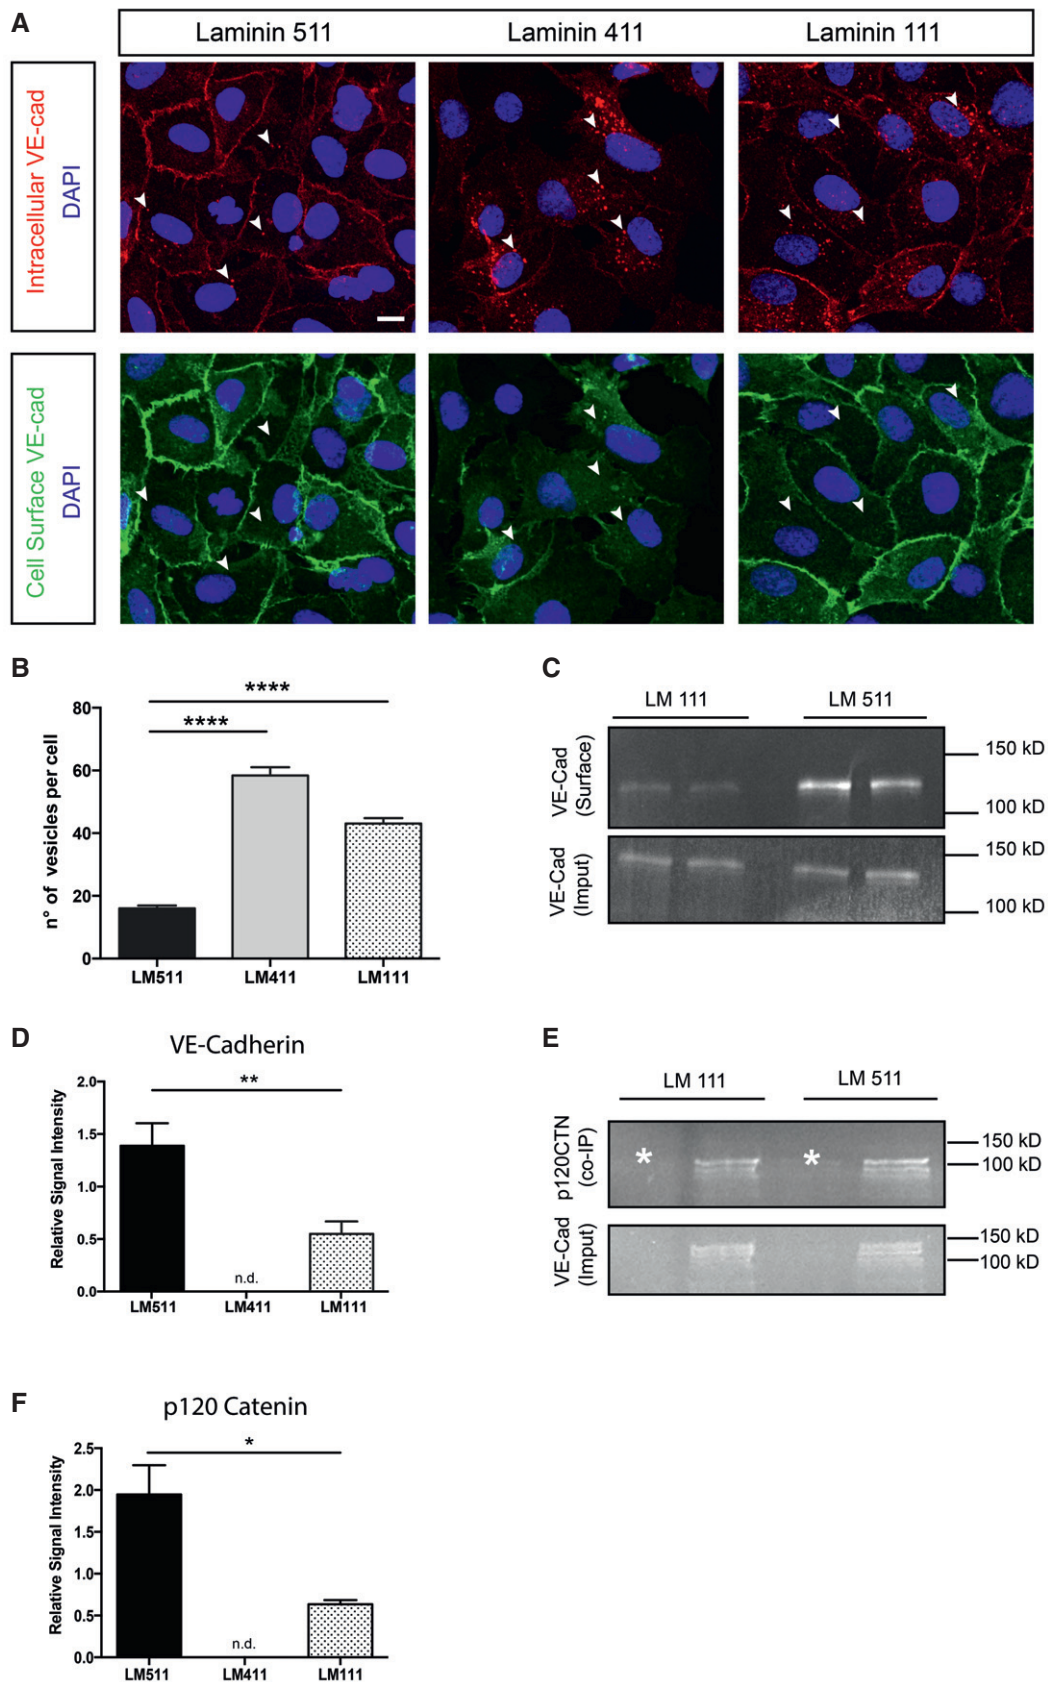 A
Laminin 511
Laminin 411
Laminin 111
Intracellular VE-cad
DAPI
Cell Surface VE-cad
DAPI
B
****
****
80
60
40
20
0
n° of vesicles per cell
LM511
LM411
LM111
C
LM 111
LM 511
VE-Cad
(Surface)
150 kD
100 kD
VE-Cad
(Imput)
150 kD
100 kD
D
VE-Cadherin
**
2.0
1.5
1.0
0.5
0.0
Relative Signal Intensity
n.d.
LM511
LM411
LM111
E
LM 111
LM 511
p120CTN
(co-IP)
*
*
150 kD
100 kD
VE-Cad
(Imput)
150 kD
100 kD
F
p120 Catenin
*
2.5
2.0
1.5
1.0
0.5
0.0
Relative Signal Intensity
n.d.
LM511
LM411
LM111